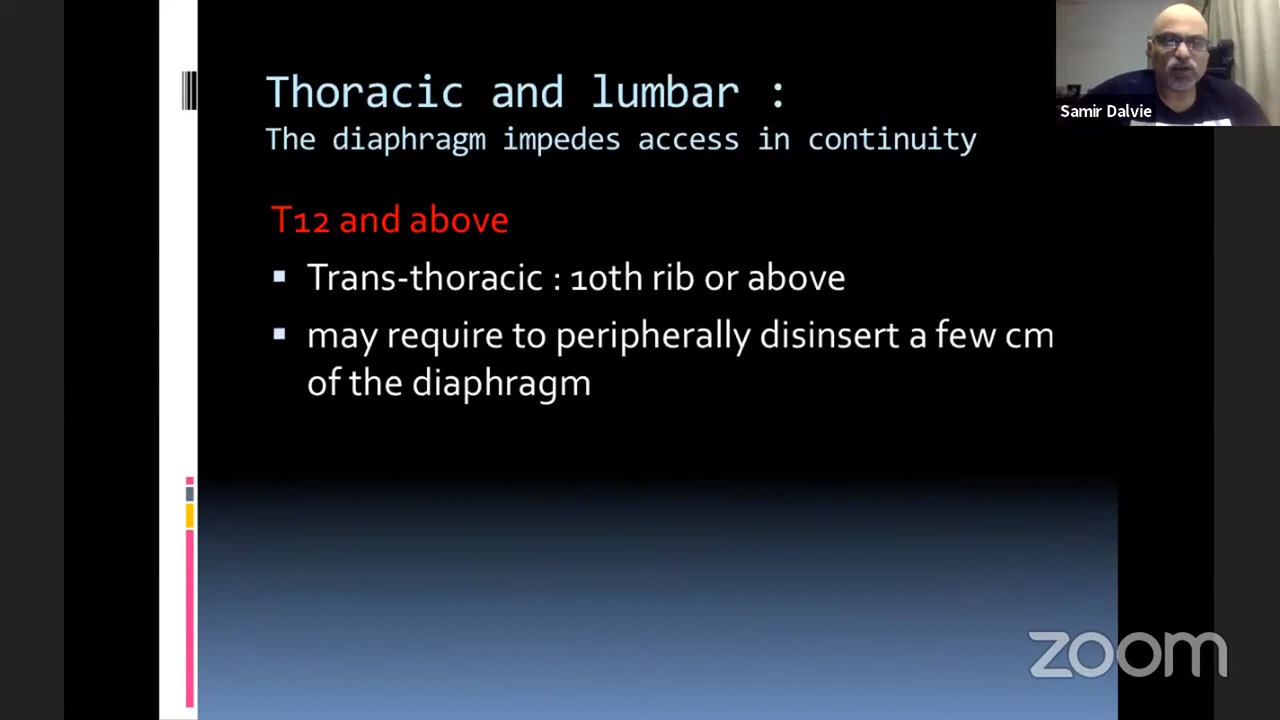 Thoracic and lumbar :
The diaphragm impedes access in continuity
Samir Dalvie
T12 and above
▪ Trans-thoracic : 10th rib or above
▪ may require to peripherally disinsert a few cm
of the diaphragm
zoom